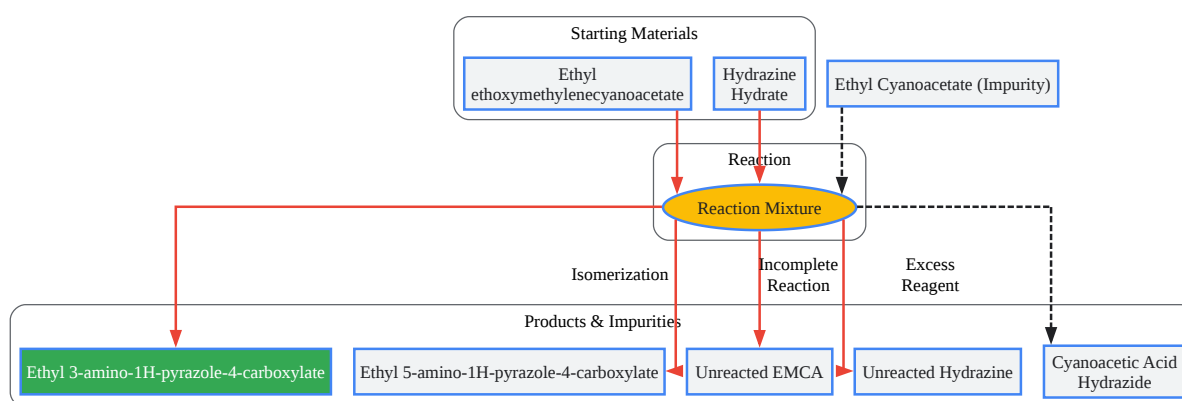 Starting Materials
Ethyl
ethoxymethylenecyanoacetate
Hydrazine
Hydrate
Ethyl Cyanoacetate (Impurity)
Reaction
Reaction Mixture
Isomerization
Incomplete
Reaction
Excess
Reagent
Products & Impurities
Ethyl 3-amino-1H-pyrazole-4-carboxylate
Ethyl 5-amino-1H-pyrazole-4-carboxylate
Unreacted EMCA
Unreacted Hydrazine
Cyanoacetic Acid
Hydrazide